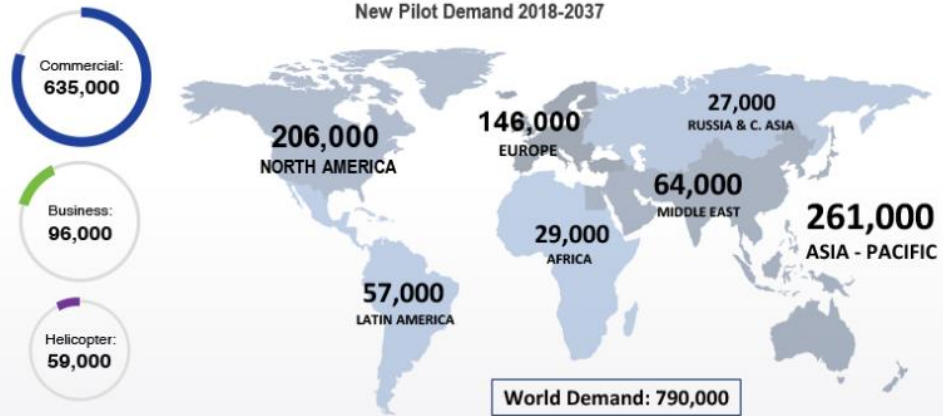 New Pilot Demand 2018-2037
Commercial:
635,000
Business:
96,000
Helicopter:
59,000
206,000
NORTH AMERICA
146,000
EUROPE
27,000
RUSSIA & C. ASIA
64,000
MIDDLE EAST
261,000
ASIA - PACIFIC
29,000
AFRICA
57,000
LATIN AMERICA
World Demand: 790,000